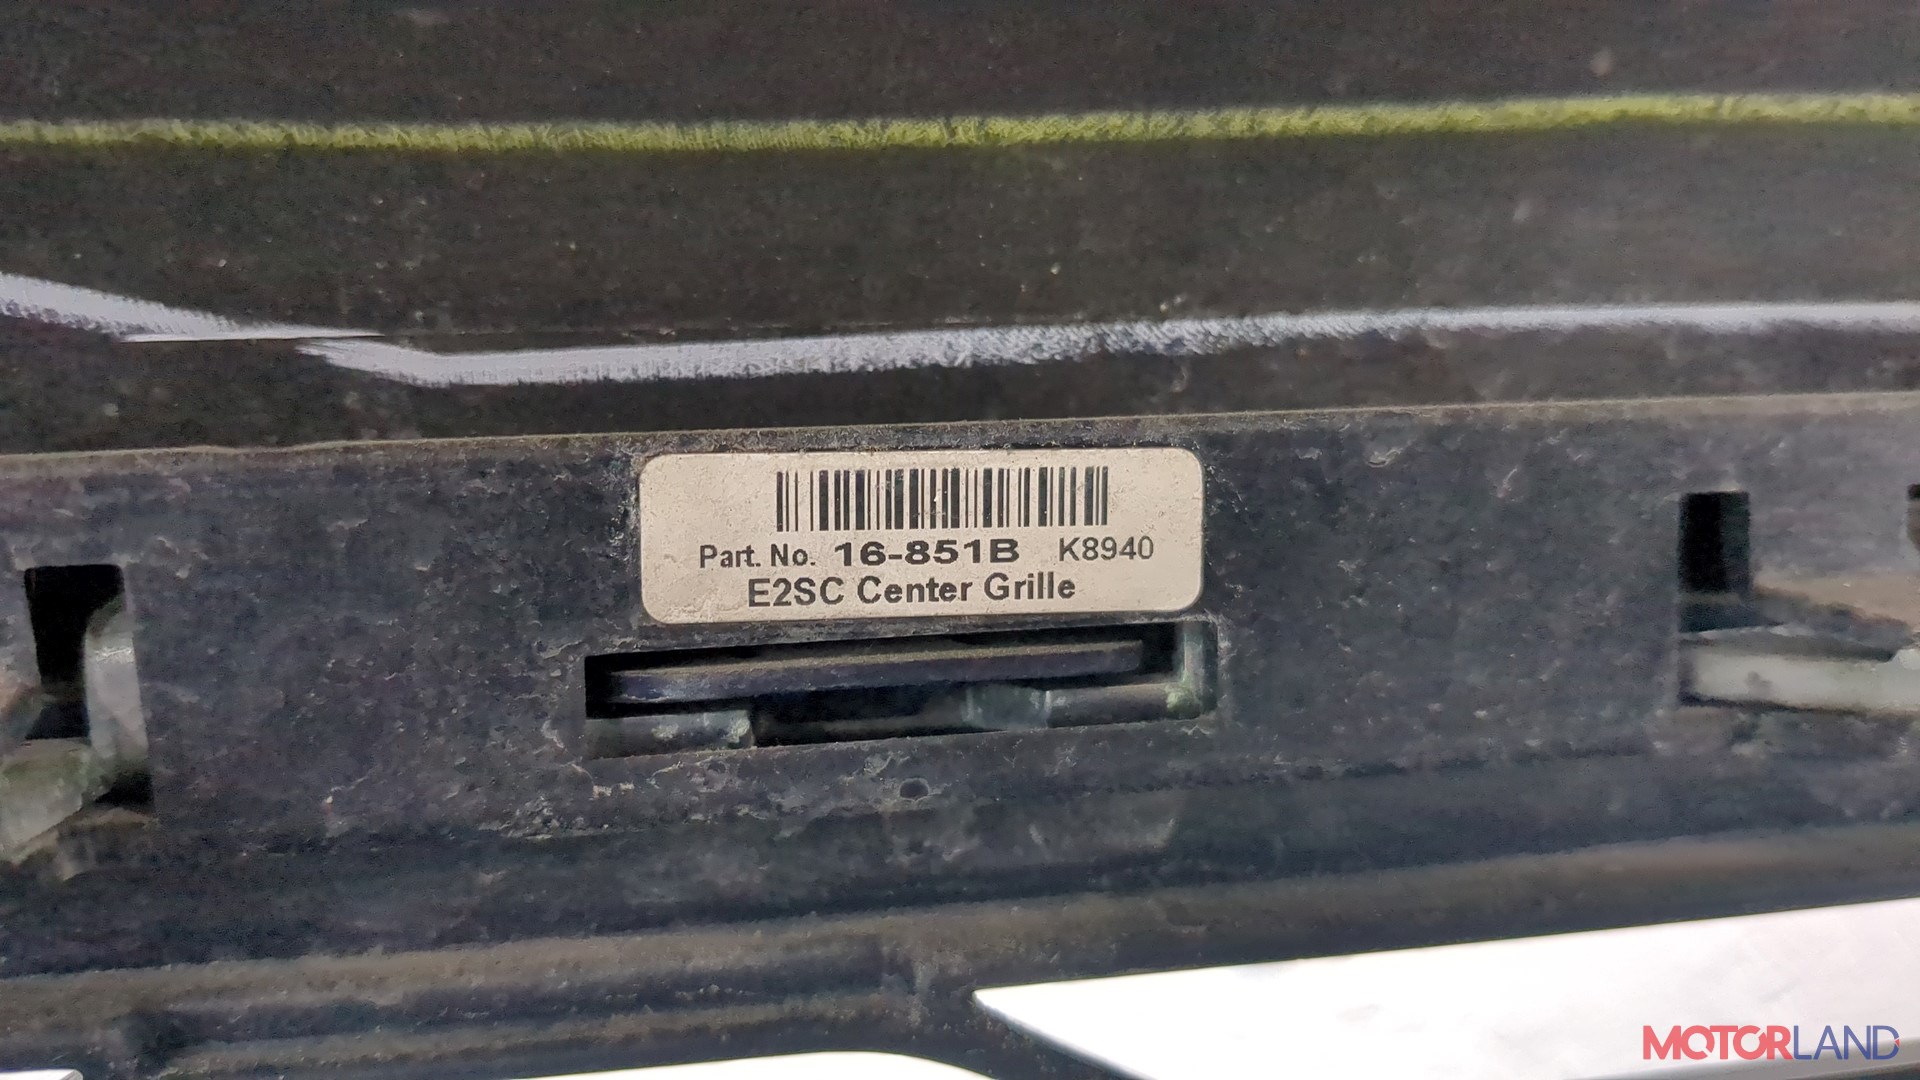 Part. No. 16-851B K8940
E2SC Center Grille
MOTORLAND